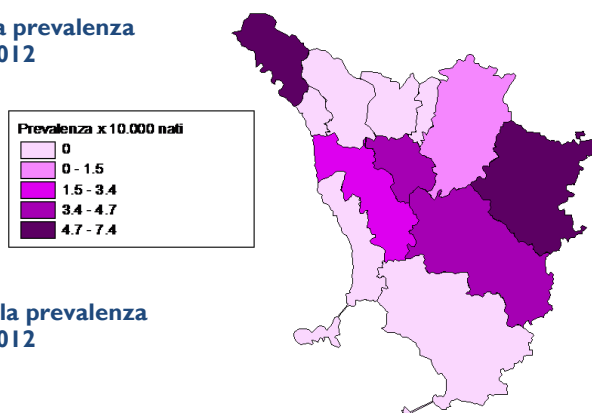 a prevalenza
012
Prevalenza x 10.000 nati
0
0 - 1.5
1.5 - 3.4
3.4 - 4.7
4.7 - 7.4
la prevalenza
012